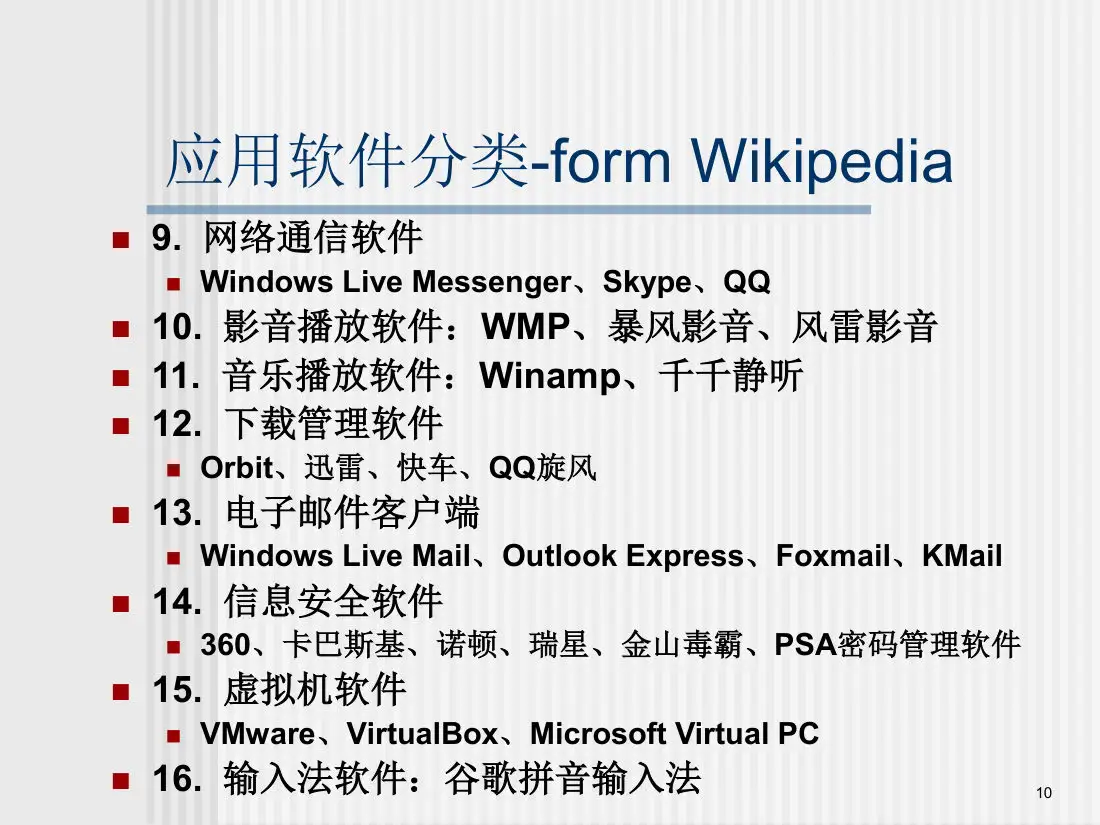 应用软件分类-form Wikipedia
9. 网络通信软件
Windows Live Messenger、Skype、QQ
10. 影音播放软件：WMP、暴风影音、风雷影音
11. 音乐播放软件：Winamp、千千静听
12. 下载管理软件
Orbit、迅雷、快车、QQ旋风
13. 电子邮件客户端
Windows Live Mail、Outlook Express、Foxmail、KMail
14. 信息安全软件
360、卡巴斯基、诺顿、瑞星、金山毒霸、PSA密码管理软件
15. 虚拟机软件
VMware、VirtualBox、Microsoft Virtual PC
16. 输入法软件：谷歌拼音输入法
10